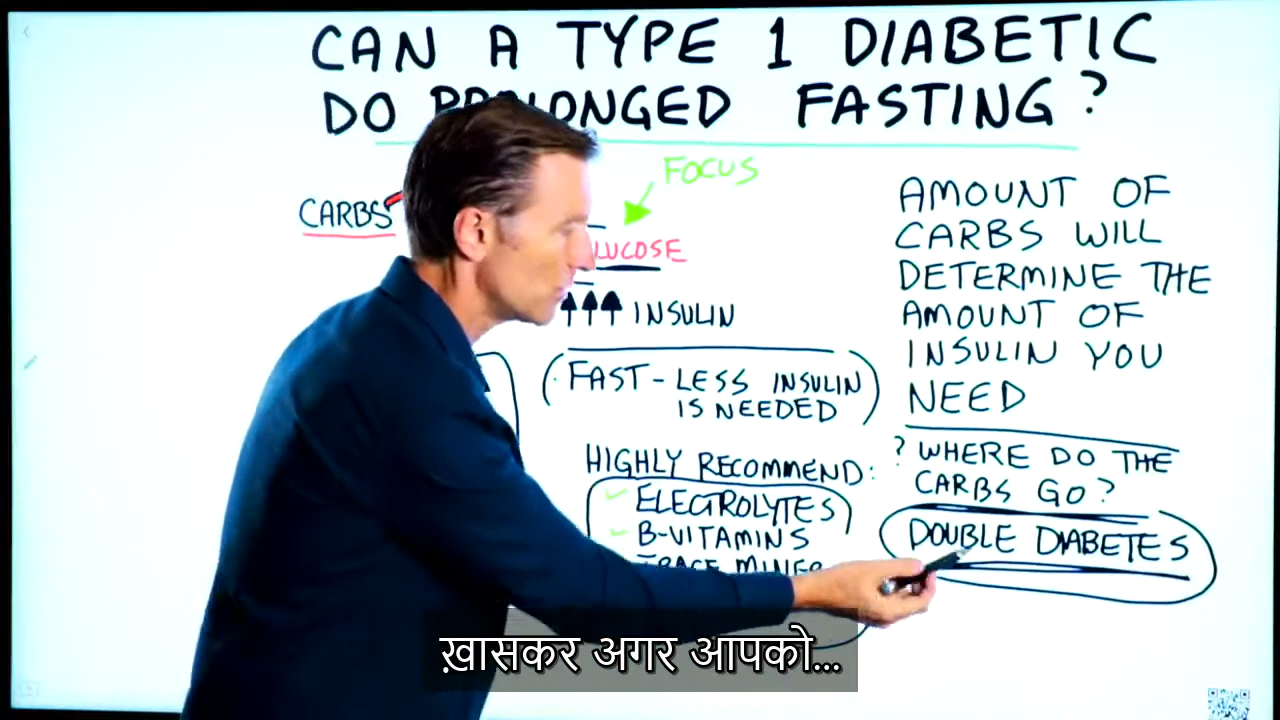 CAN A TYPE 1 DIABETIC
DO PROLONGED FASTING?
FOCUS
CARBS
GLUCOSE
INSULIN
(FAST-LESS INSULIN
IS NEEDED)
HIGHLY RECOMMEND:
ELECTROLYTES
B-VITAMINS
AMOUNT OF
CARBS WILL
DETERMINE THE
AMOUNT OF
INSULIN YOU
NEED
? WHERE DO THE
CARBS GO?
DOUBLE DIABETES
ख़ासकर अगर आपको...